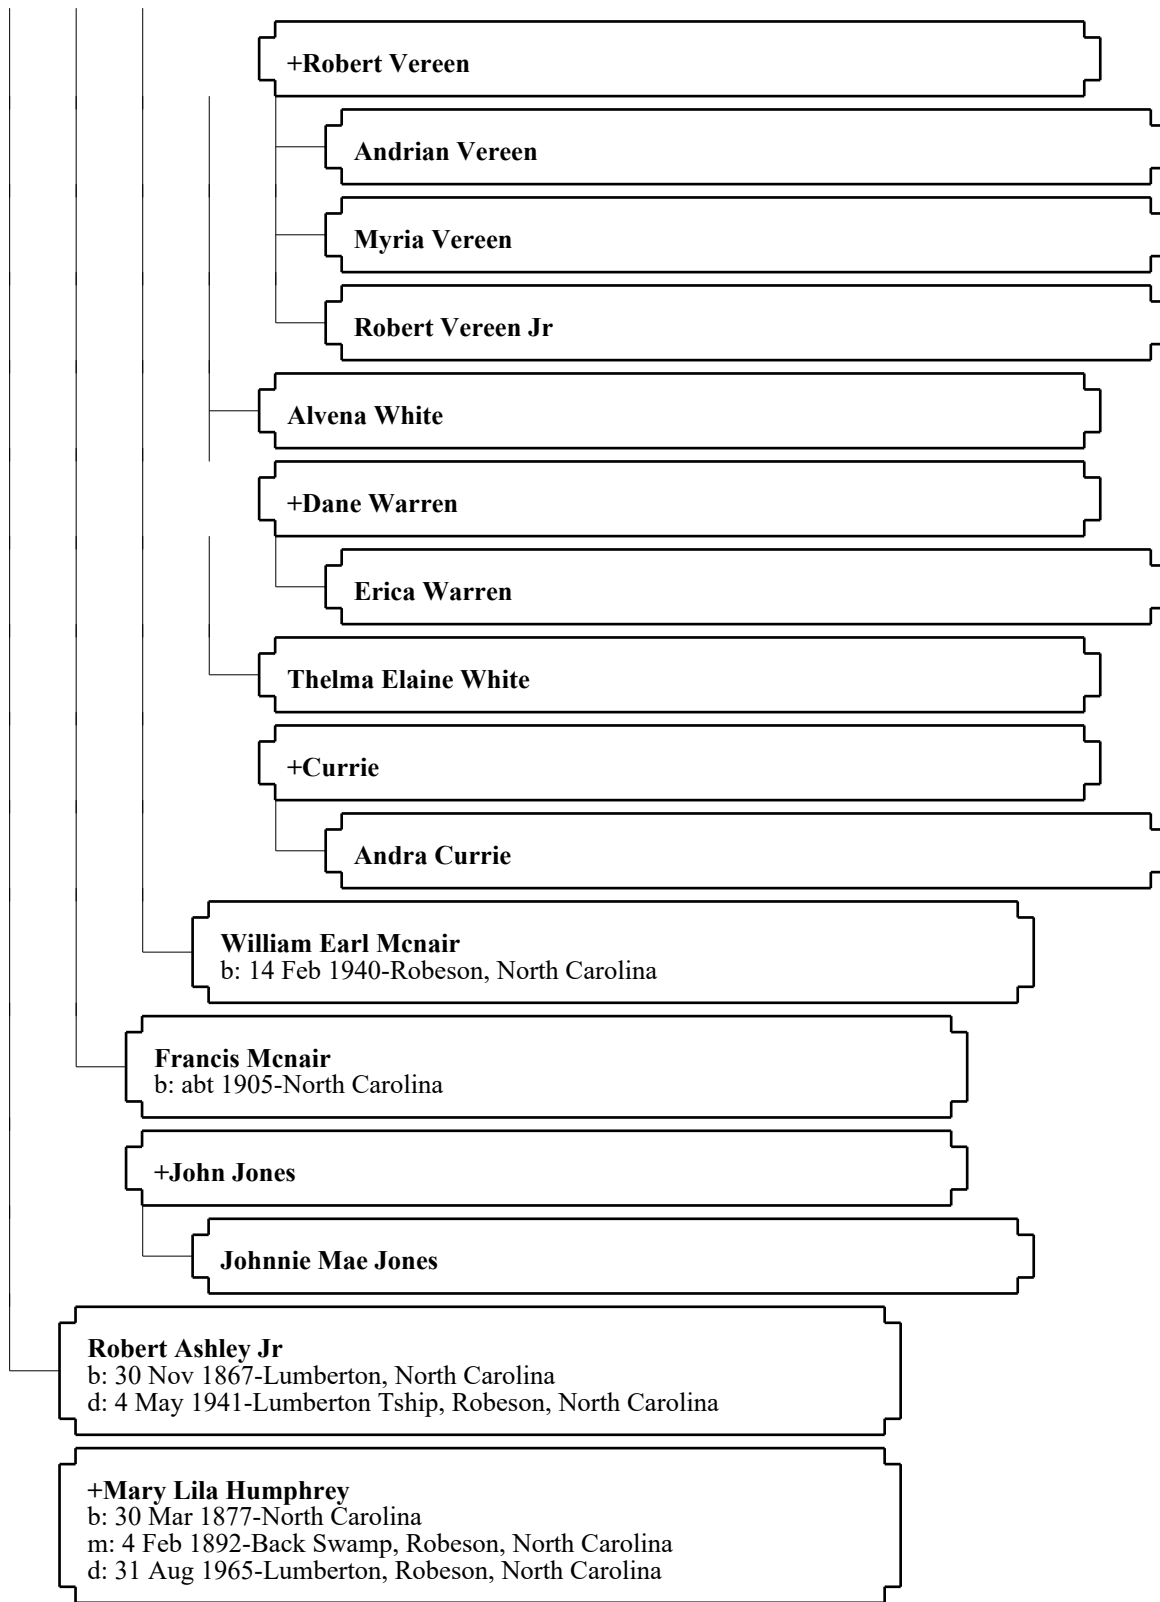 +Robert Vereen
Andrian Vereen
Myria Vereen
Robert Vereen Jr
Alvena White
+Dane Warren
Erica Warren
Thelma Elaine White
+Currie
Andra Currie
William Earl Mcnair
b: 14 Feb 1940-Robeson, North Carolina
Francis Mcnair
b: abt 1905-North Carolina
+John Jones
Johnnie Mae Jones
Robert Ashley Jr
b: 30 Nov 1867-Lumberton, North Carolina
d: 4 May 1941-Lumberton Tship, Robeson, North Carolina
+Mary Lila Humphrey
b: 30 Mar 1877-North Carolina
m: 4 Feb 1892-Back Swamp, Robeson, North Carolina
d: 31 Aug 1965-Lumberton, Robeson, North Carolina